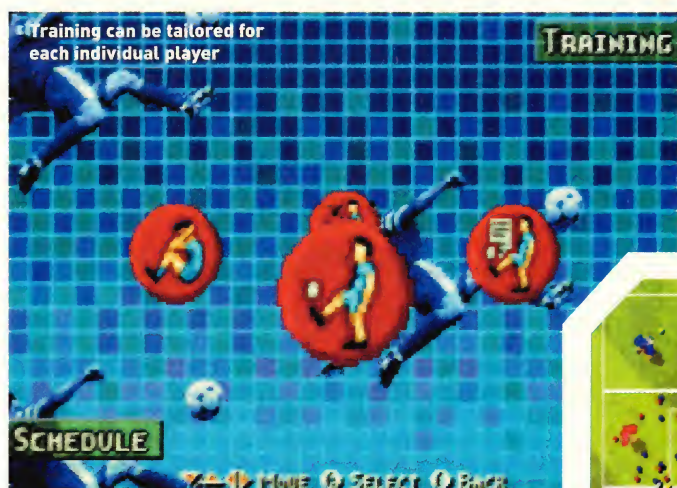 Training can be tailored for
each individual player
TRAINING
SCHEDULE
MOVE SELECT BACK